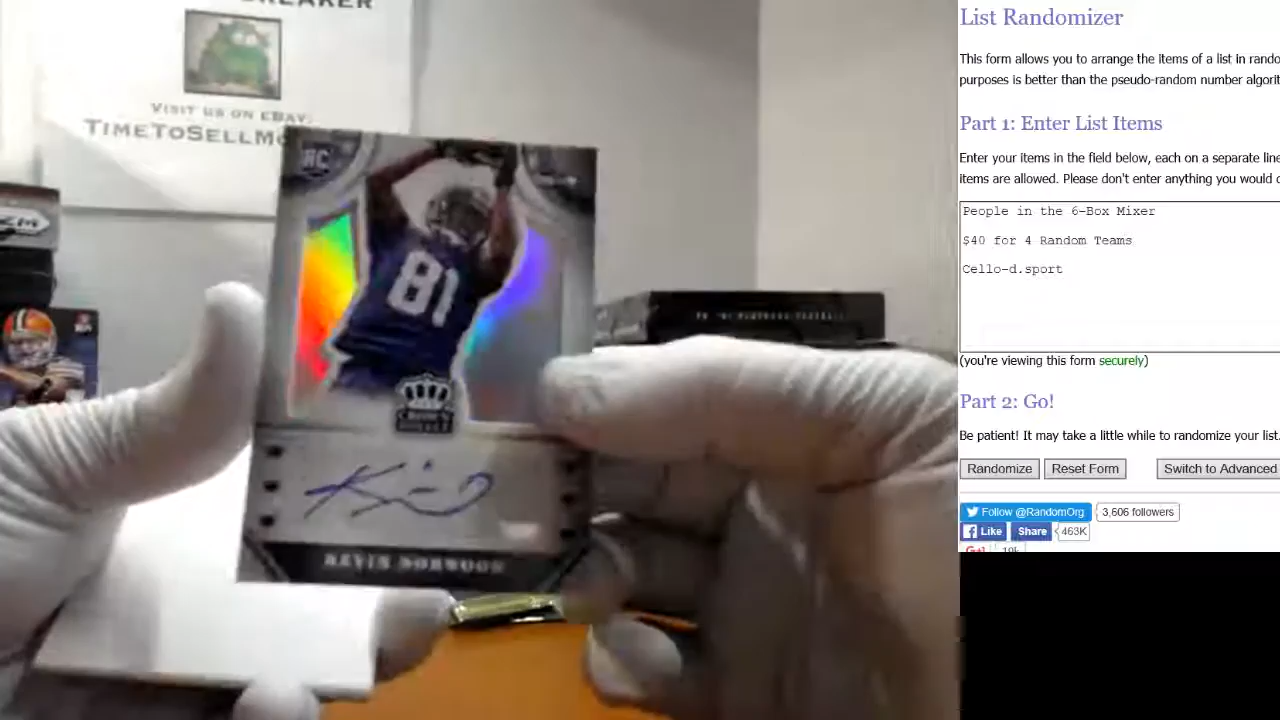 VISIT US ON EBAY:
RC
81
CROWN
ROYALE
KEVIN NORWOOD
List Randomizer
This form allows you to arrange the items of a list in rando
purposes is better than the pseudo-random number algorit
Part 1: Enter List Items
Enter your items in the field below, each on a separate line
items are allowed. Please don't enter anything you would o
People in the 6-Box Mixer
$40 for 4 Random Teams
Cello-d.sport
(you're viewing this form securely)
Part 2: Go!
Be patient! It may take a little while to randomize your list.
Randomize Reset Form Switch to Advanced
Follow @RandomOrg 3,606 followers
Like Share 463K